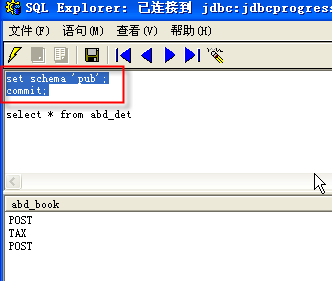 SQL Explorer: 已连接到 jdbc:jdbcprogress
文件(F) 语句(M) 查看(V) 帮助(H)
set schema 'pub';
commit;
select * from abd_det
abd_book
POST
TAX
POST